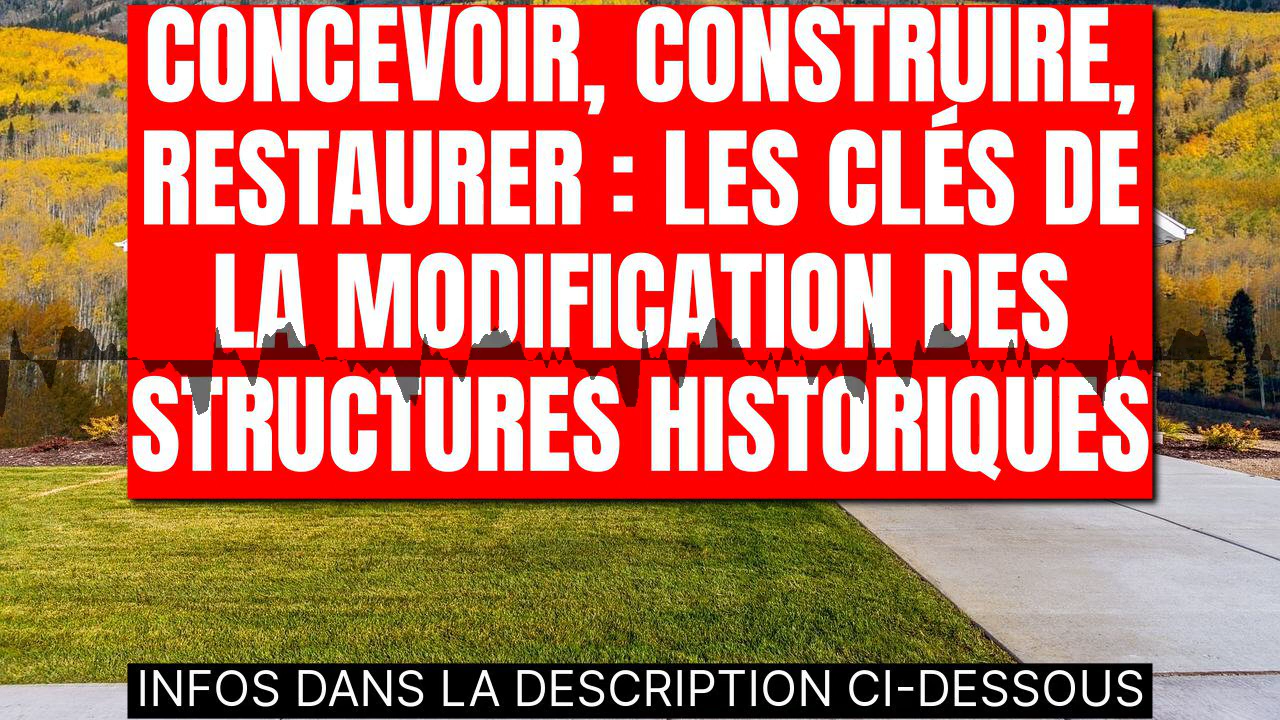 CONCEVOIR, CONSTRUIRE,
RESTAURER : LES CLÉS DE
LA MODIFICATION DES
STRUCTURES HISTORIQUES
INFOS DANS LA DESCRIPTION CI-DESSOUS